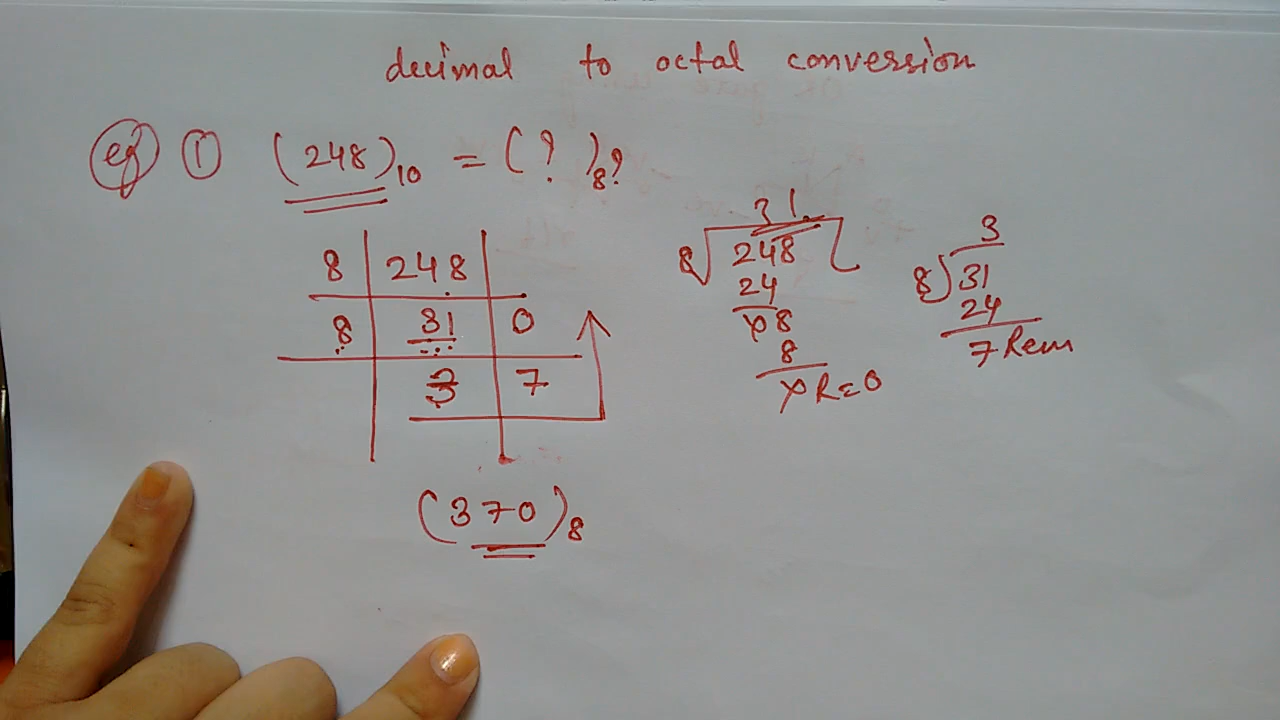 decimal to octal conversion
eg 1 (248)10 = ( ? )8?
8 248
8 31 0
3 7
(370)8
31
8 248
24
08
8
0 R=0
3
8 31
24
7 Rem